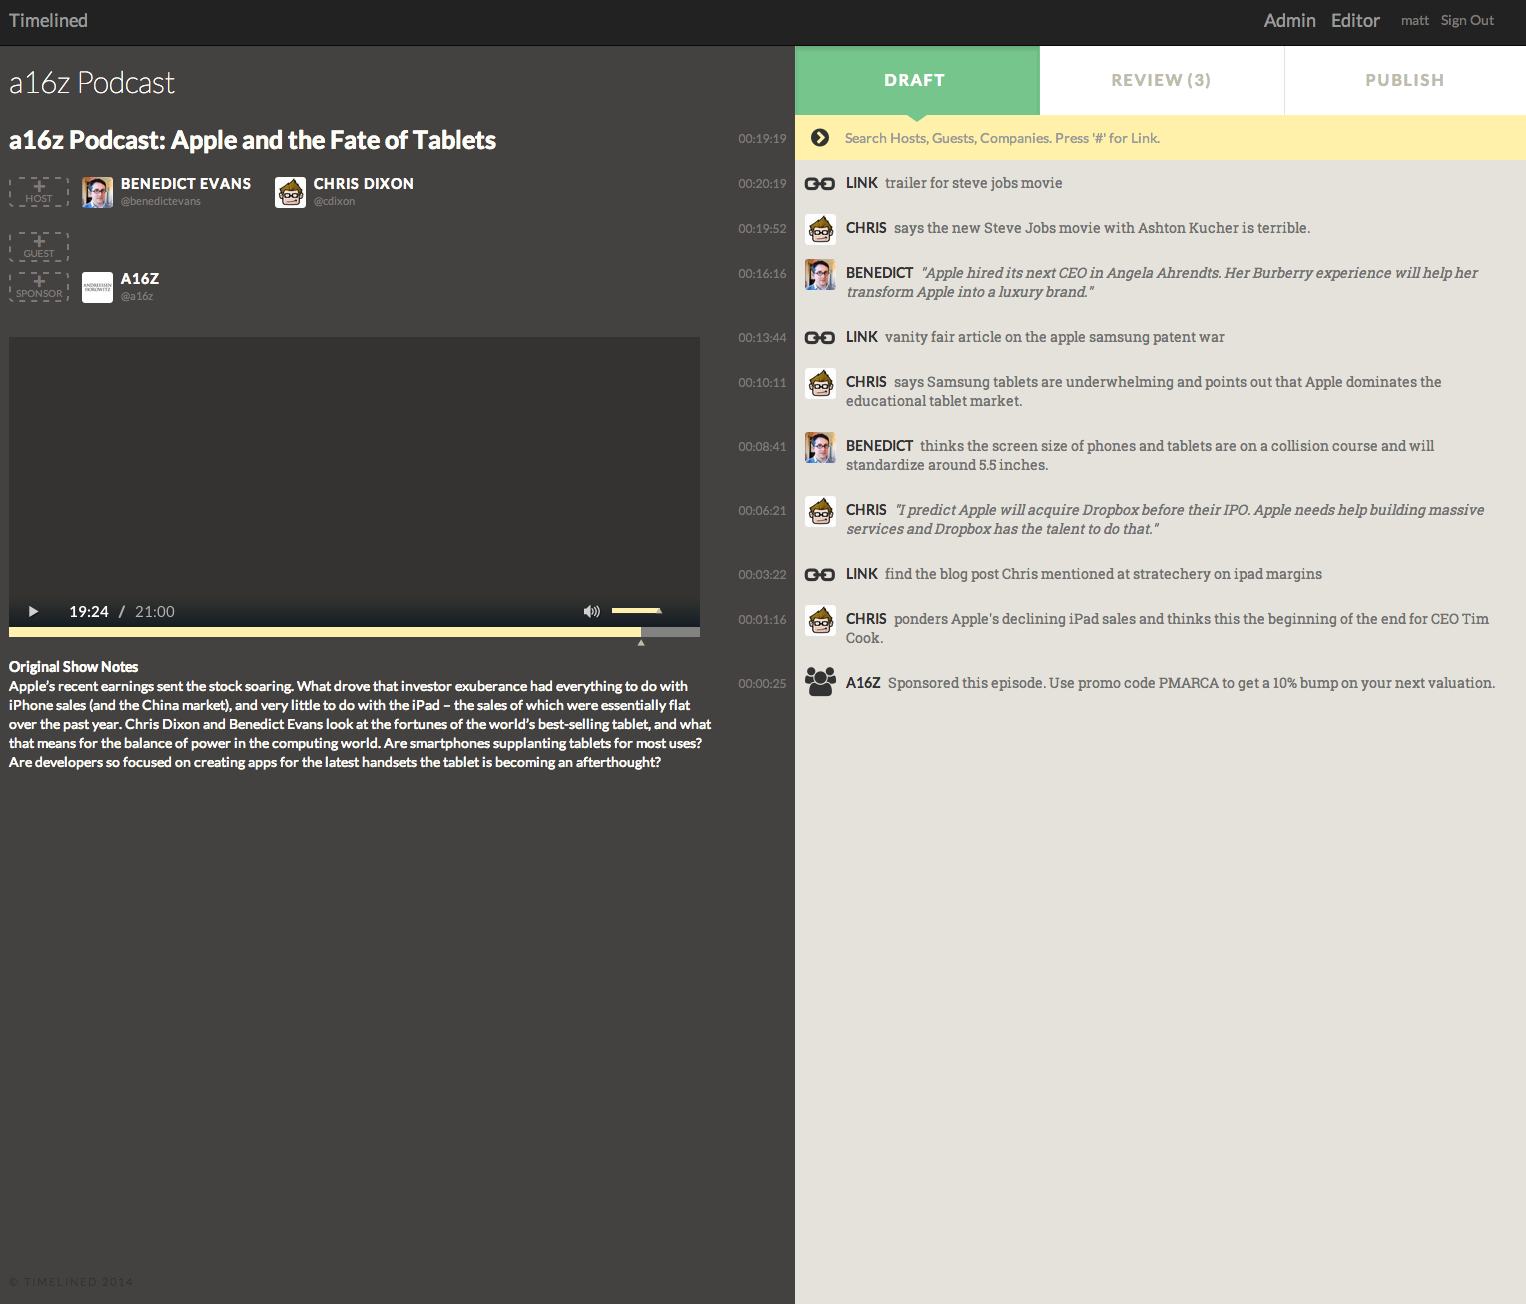 Timelined
Admin Editor matt Sign Out
a16z Podcast
a16z Podcast: Apple and the Fate of Tablets
+ HOST
BENEDICT EVANS
@benedictevans
CHRIS DIXON
@cdixon
+ GUEST
+ SPONSOR
ANDREESSEN
HOROWITZ
A16Z
@a16z
19:24 / 21:00
Original Show Notes
Apple’s recent earnings sent the stock soaring. What drove that investor exuberance had everything to do with
iPhone sales (and the China market), and very little to do with the iPad – the sales of which were essentially flat
over the past year. Chris Dixon and Benedict Evans look at the fortunes of the world’s best-selling tablet, and what
that means for the balance of power in the computing world. Are smartphones supplanting tablets for most uses?
Are developers so focused on creating apps for the latest handsets the tablet is becoming an afterthought?
© TIMELINED 2014
DRAFT
REVIEW (3)
PUBLISH
00:19:19 Search Hosts, Guests, Companies. Press '#' for Link.
00:20:19 LINK trailer for steve jobs movie
00:19:52 CHRIS says the new Steve Jobs movie with Ashton Kucher is terrible.
00:16:16 BENEDICT "Apple hired its next CEO in Angela Ahrendts. Her Burberry experience will help her
transform Apple into a luxury brand."
00:13:44 LINK vanity fair article on the apple samsung patent war
00:10:11 CHRIS says Samsung tablets are underwhelming and points out that Apple dominates the
educational tablet market.
00:08:41 BENEDICT thinks the screen size of phones and tablets are on a collision course and will
standardize around 5.5 inches.
00:06:21 CHRIS "I predict Apple will acquire Dropbox before their IPO. Apple needs help building massive
services and Dropbox has the talent to do that."
00:03:22 LINK find the blog post Chris mentioned at stratechery on ipad margins
00:01:16 CHRIS ponders Apple's declining iPad sales and thinks this the beginning of the end for CEO Tim
Cook.
00:00:25 A16Z Sponsored this episode. Use promo code PMARCA to get a 10% bump on your next valuation.